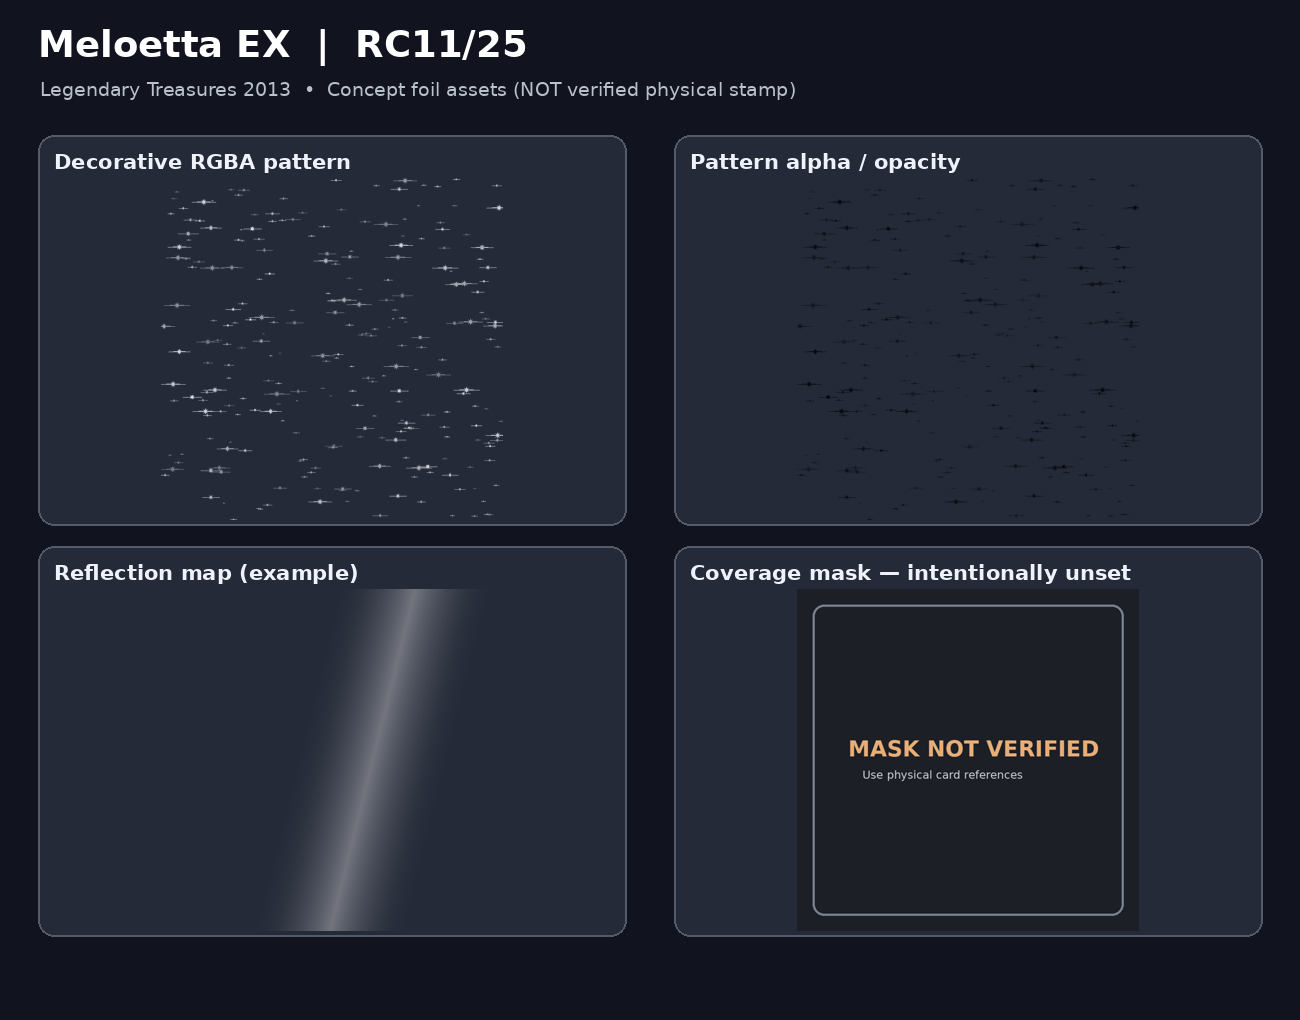 Meloetta EX | RC11/25
Legendary Treasures 2013 • Concept foil assets (NOT verified physical stamp)
Decorative RGBA pattern
Pattern alpha / opacity
Reflection map (example)
Coverage mask — intentionally unset
MASK NOT VERIFIED
Use physical card references